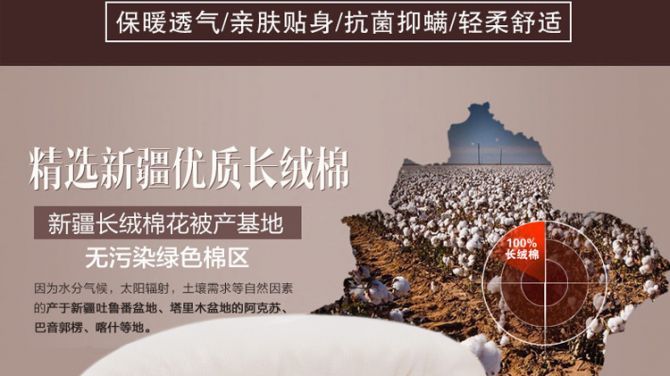 保暖透气/亲肤贴身/抗菌抑螨/轻柔舒适
精选新疆优质长绒棉
新疆长绒棉花被产基地
无污染绿色棉区
100%
长绒棉
因为水分气候，太阳辐射，土壤需求等自然因素
的产于新疆吐鲁番盆地、塔里木盆地的阿克苏、
巴音郭楞、喀什等地。